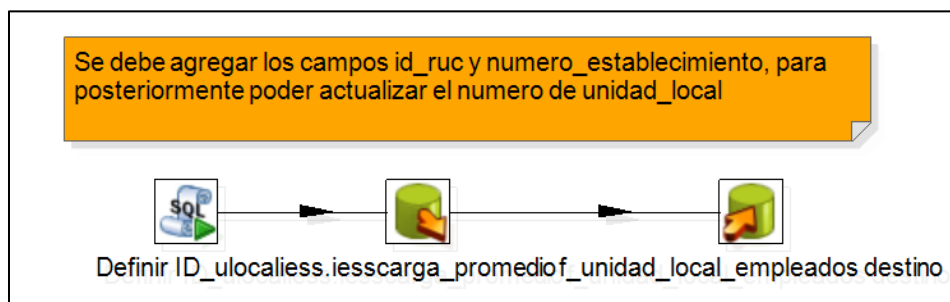 Se debe agregar los campos id_ruc y numero_establecimiento, para
posteriormente poder actualizar el numero de unidad_local
SQL
Definir ID_ulocaliess.iesscarga_promediof_unidad_local_empleados destino